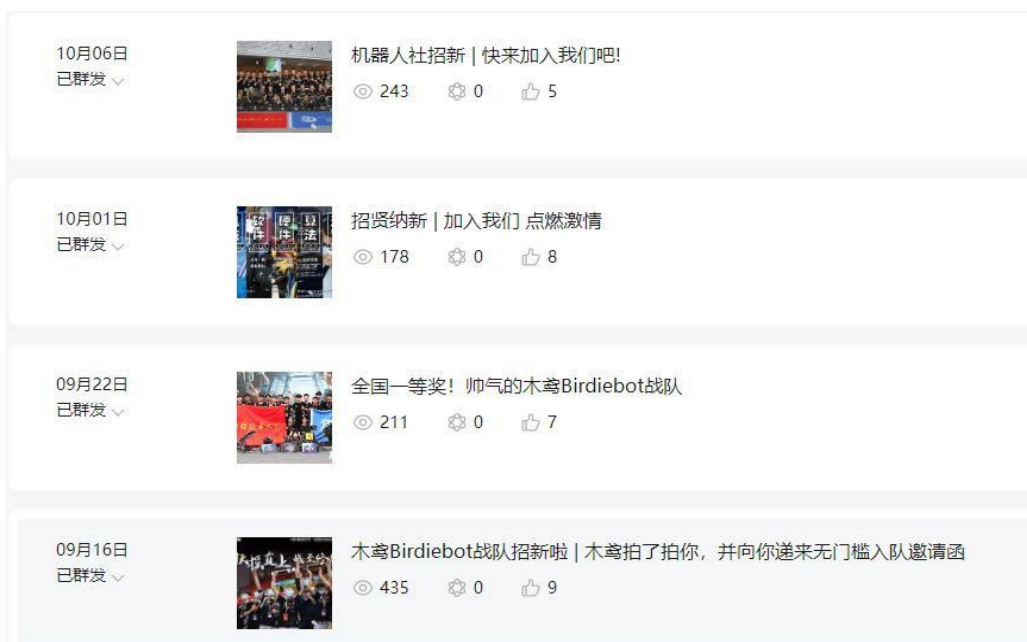 10月06日
已群发
机器人社招新 | 快来加入我们吧!
243 0 5
10月01日
已群发
软件 硬件 算法
招贤纳新 | 加入我们 点燃激情
178 0 8
09月22日
已群发
全国一等奖！帅气的木鸢Birdiebot战队
211 0 7
09月16日
已群发
木鸢Birdiebot战队招新啦 | 木鸢拍了拍你，并向你递来无门槛入队邀请函
435 0 9